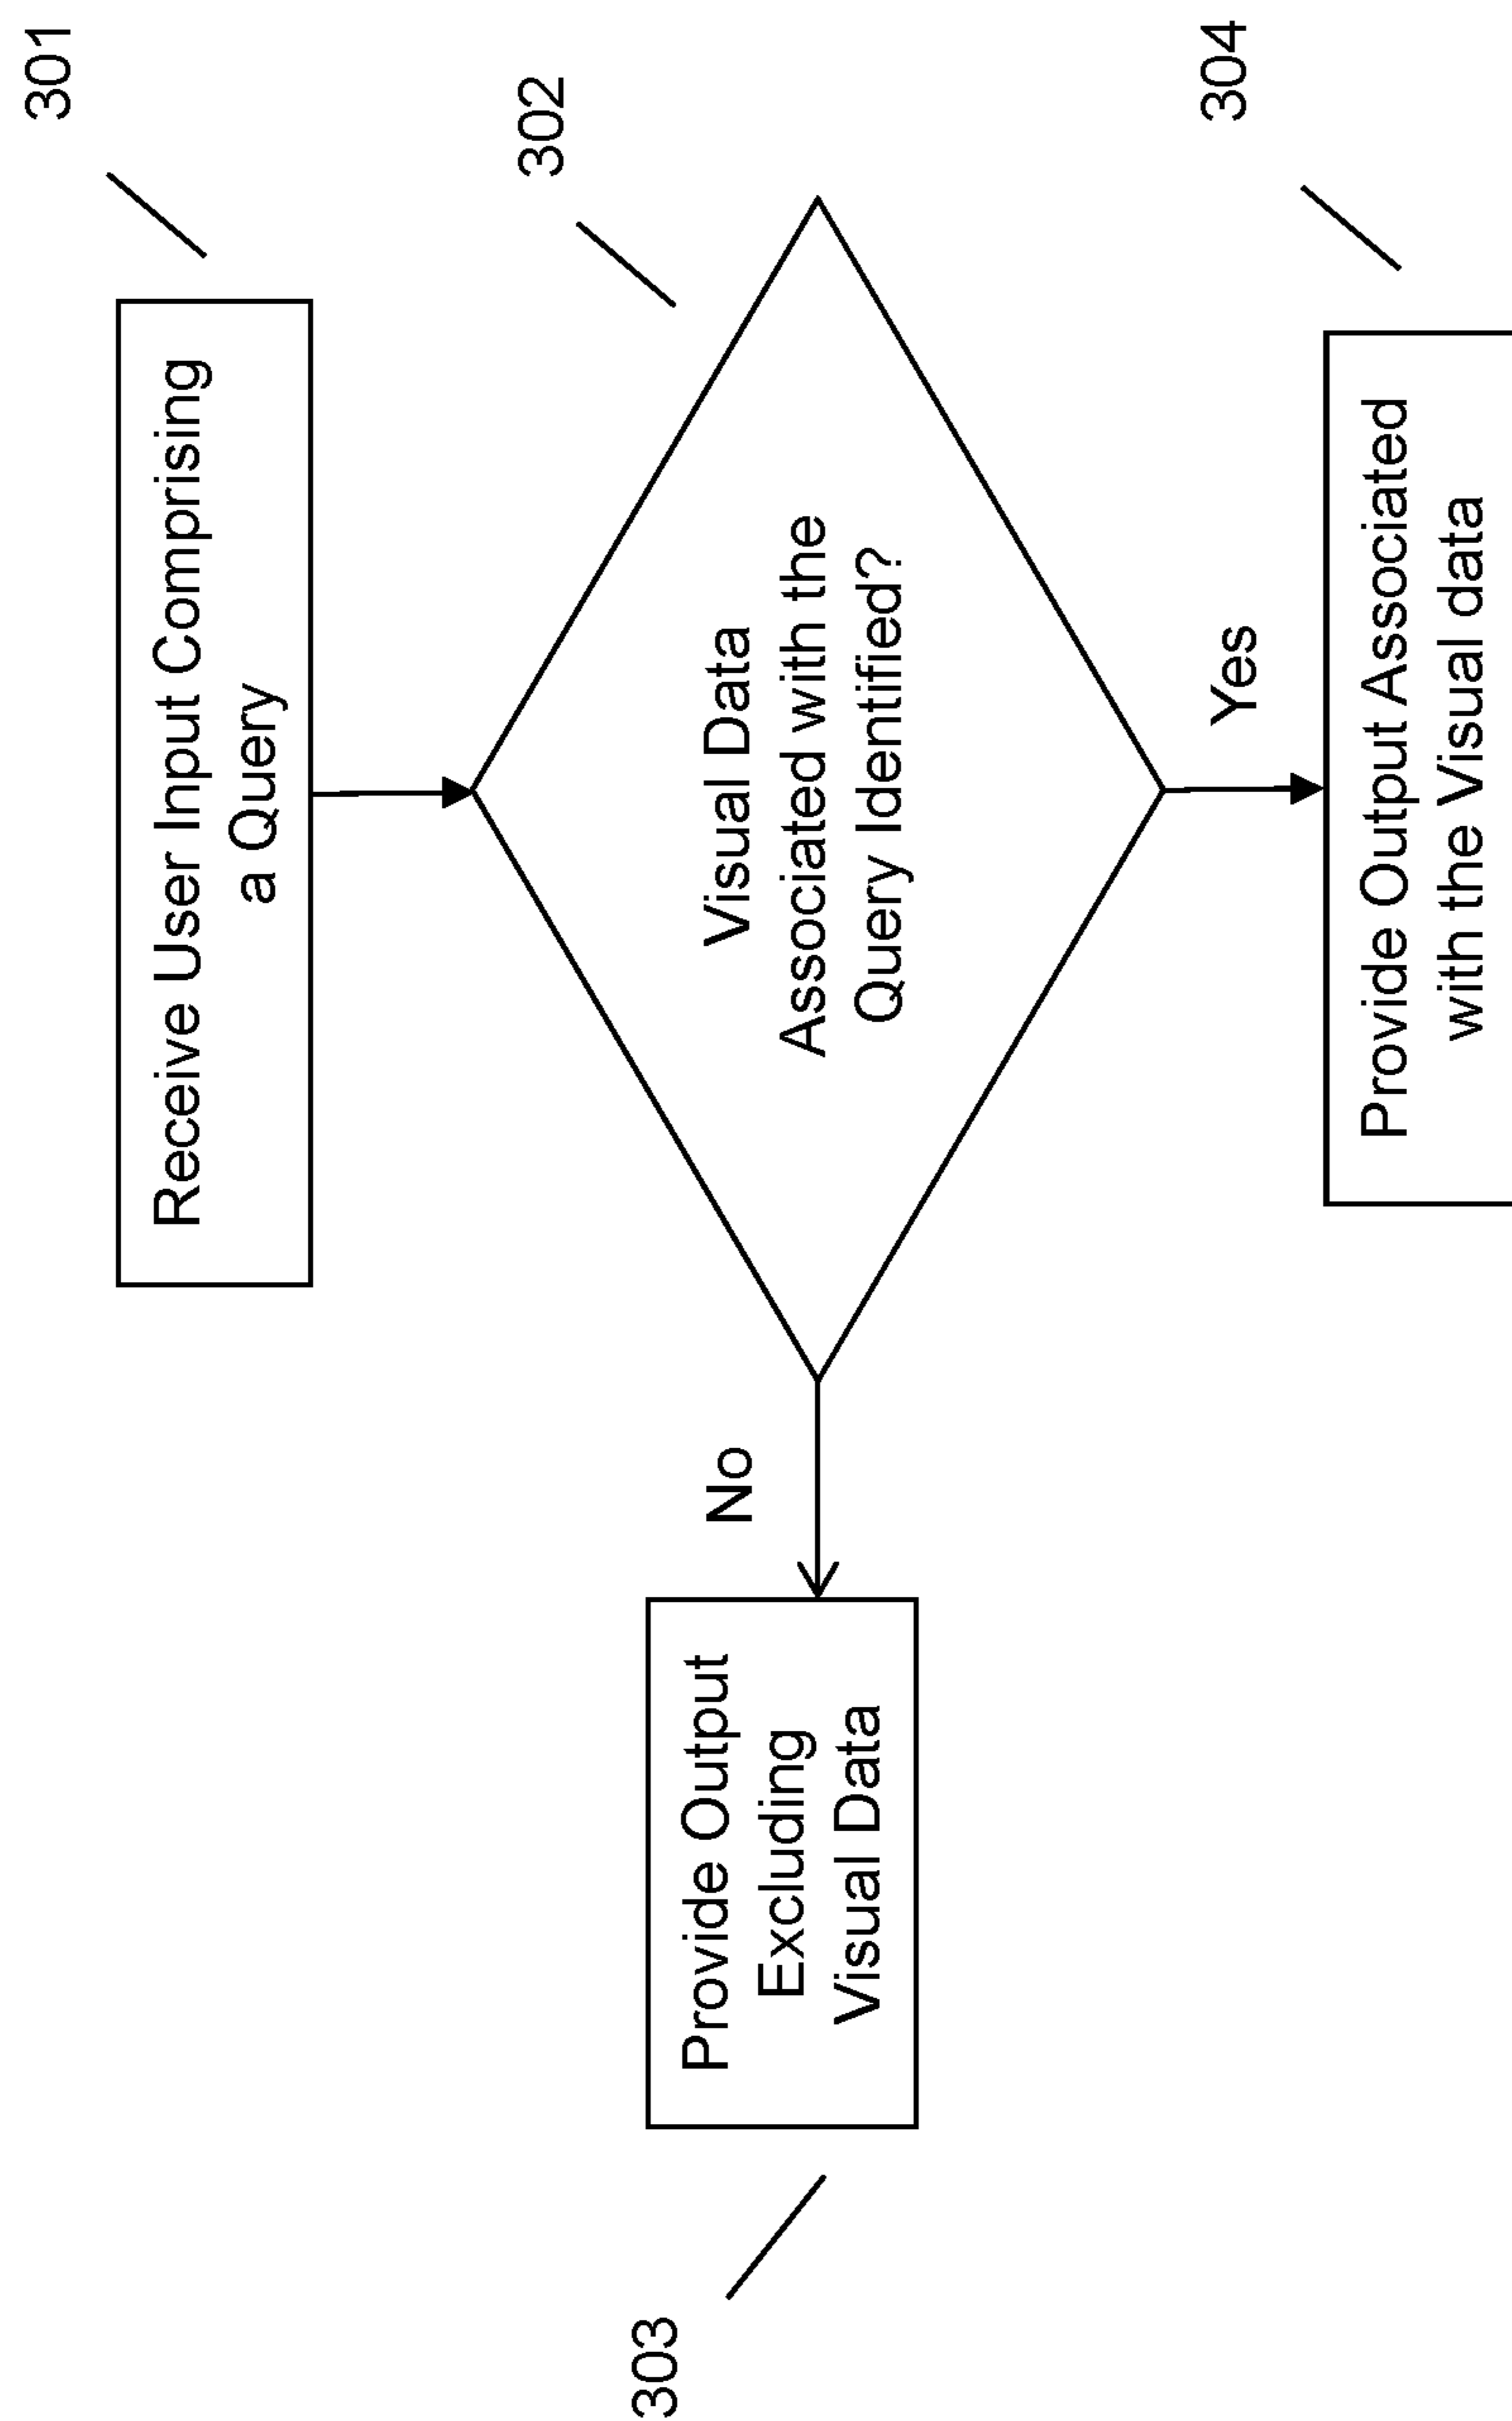 301
Receive User Input Comprising
a Query
302
Visual Data
Associated with the
Query Identified?
No
303
Provide Output
Excluding
Visual Data
Yes
304
Provide Output Associated
with the Visual data